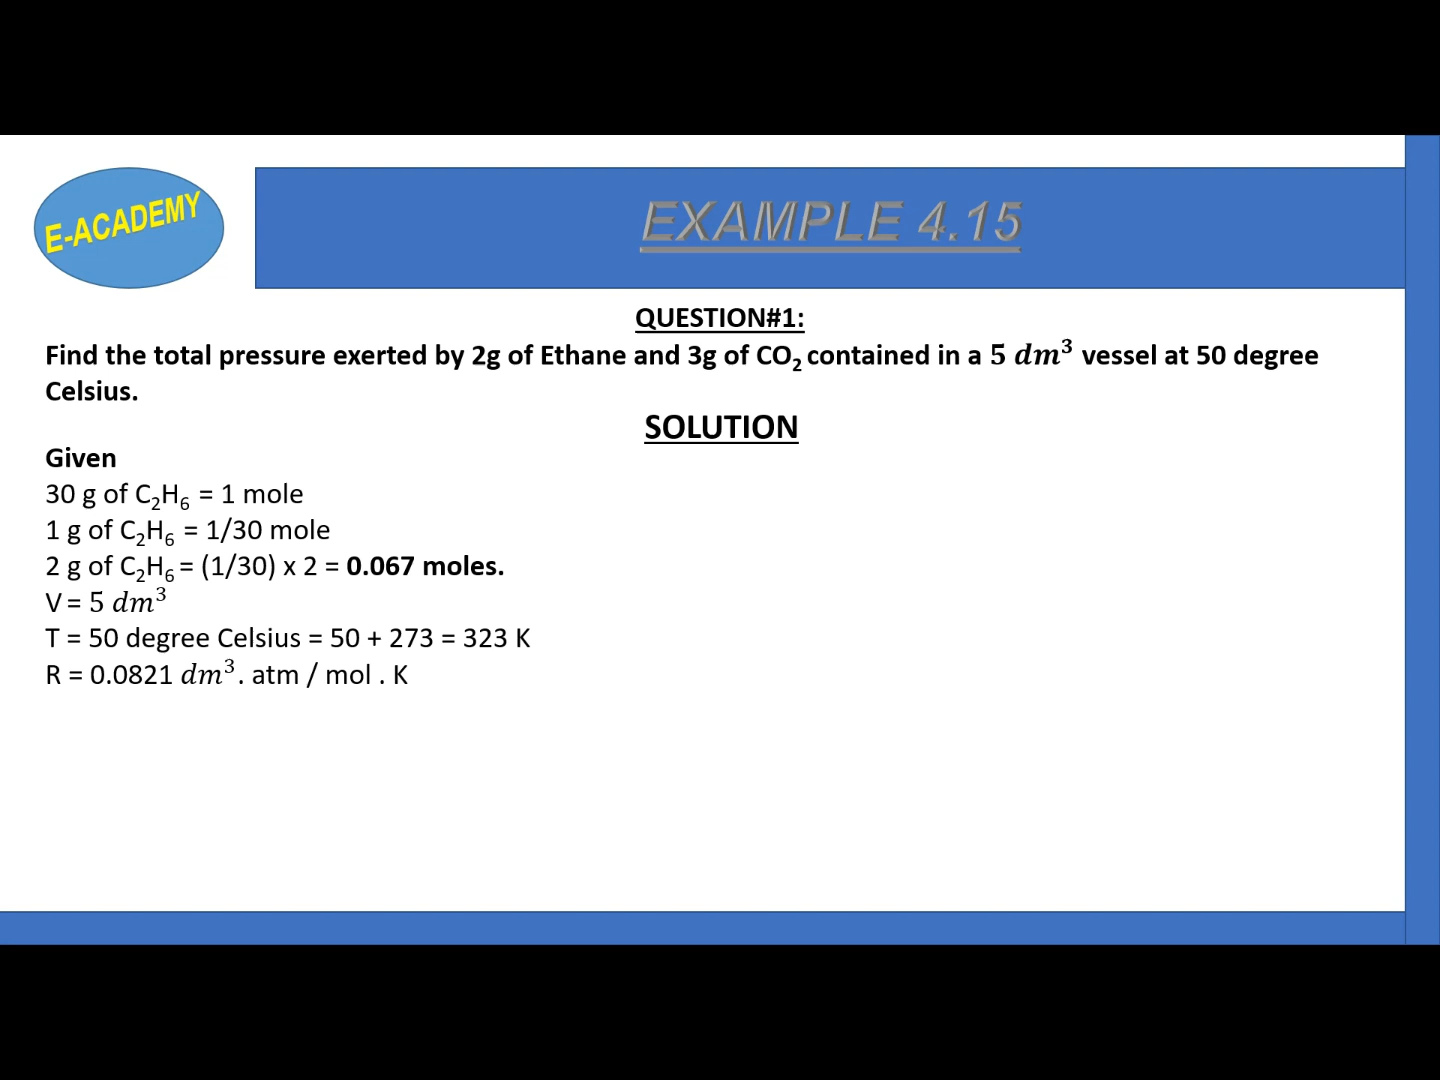 E-ACADEMY
EXAMPLE 4.15
QUESTION#1:
Find the total pressure exerted by 2g of Ethane and 3g of CO₂ contained in a 5 dm³ vessel at 50 degree
Celsius.
SOLUTION
Given
30 g of C₂H₆ = 1 mole
1 g of C₂H₆ = 1/30 mole
2 g of C₂H₆ = (1/30) x 2 = 0.067 moles.
V = 5 dm³
T = 50 degree Celsius = 50 + 273 = 323 K
R = 0.0821 dm³. atm / mol . K